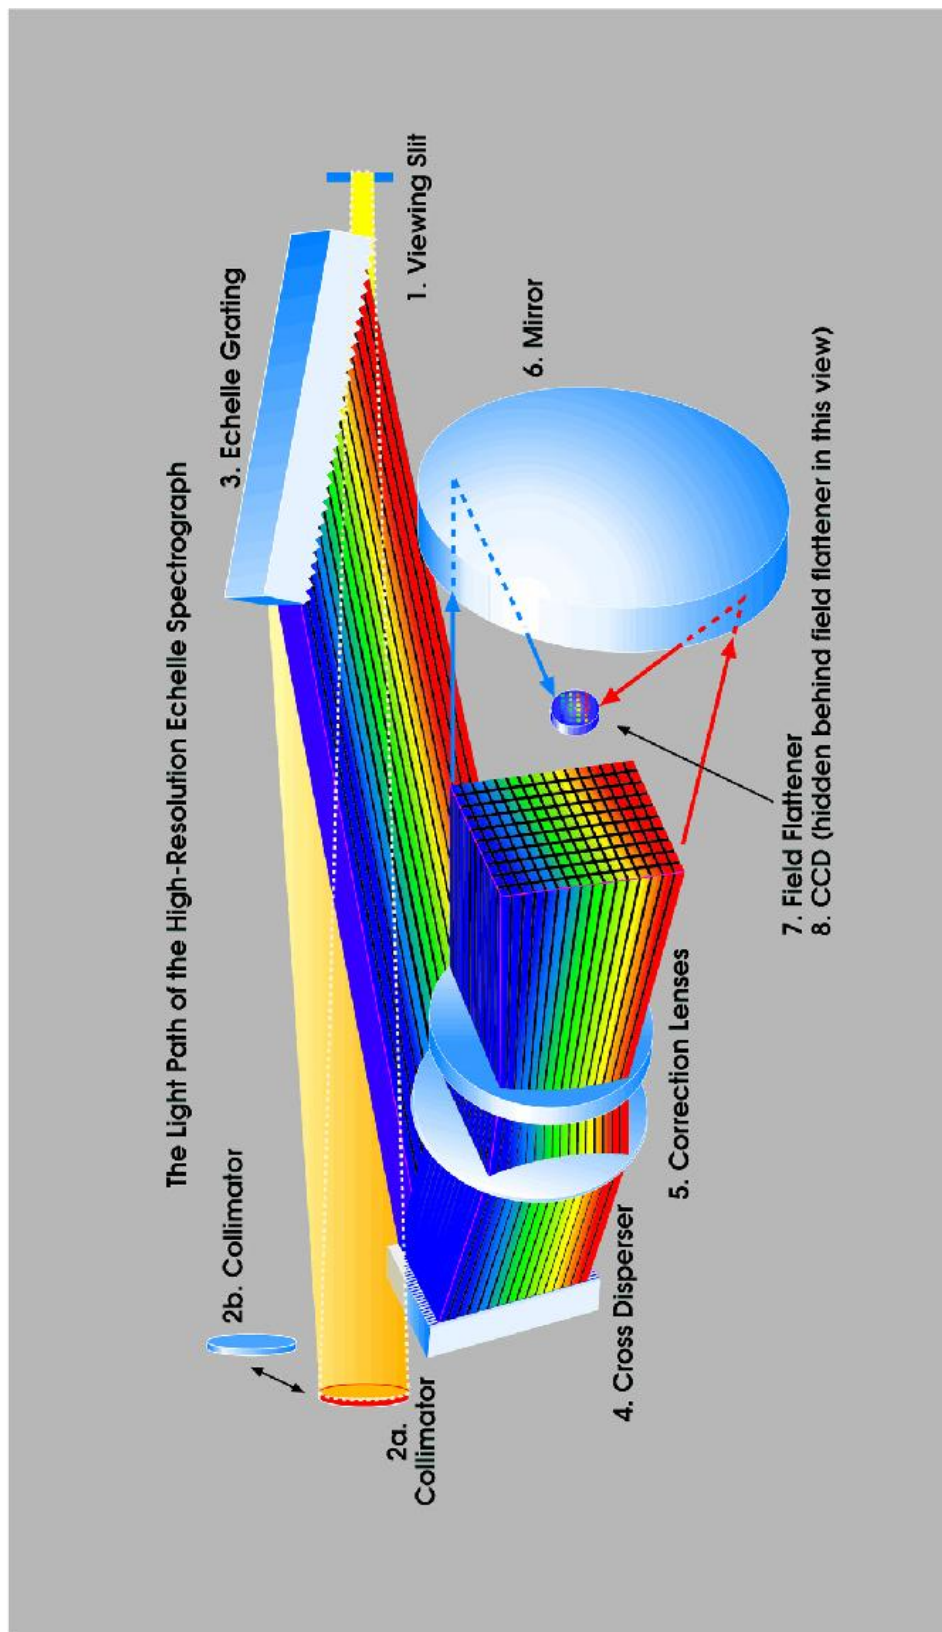 The Light Path of the High-Resolution Echelle Spectrograph
2b. Collimator
3. Echelle Grating
1. Viewing Slit
2a.
Collimator
6. Mirror
4. Cross Disperser
5. Correction Lenses
7. Field Flattener
8. CCD (hidden behind field flattener in this view)